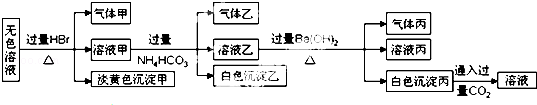 无色溶液
过量HBr
△
气体甲
溶液甲
淡黄色沉淀甲
过量
NH₄HCO₃
气体乙
溶液乙
白色沉淀乙
过量Ba(OH)₂
△
气体丙
溶液丙
白色沉淀丙
通入过
量CO₂
溶液